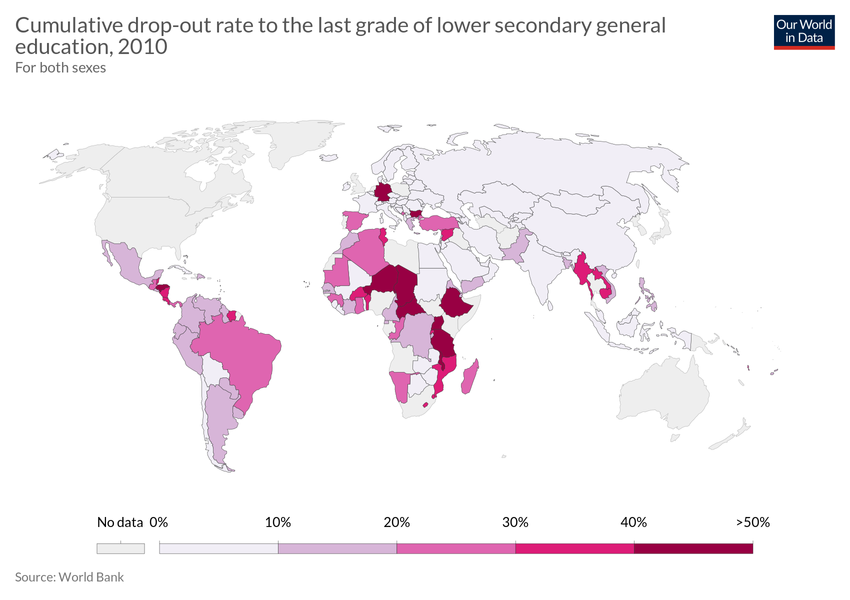 Cumulative drop-out rate to the last grade of lower secondary general
education, 2010
For both sexes
Our World
in Data
No data
0%
10%
20%
30%
40%
>50%
Source: World Bank